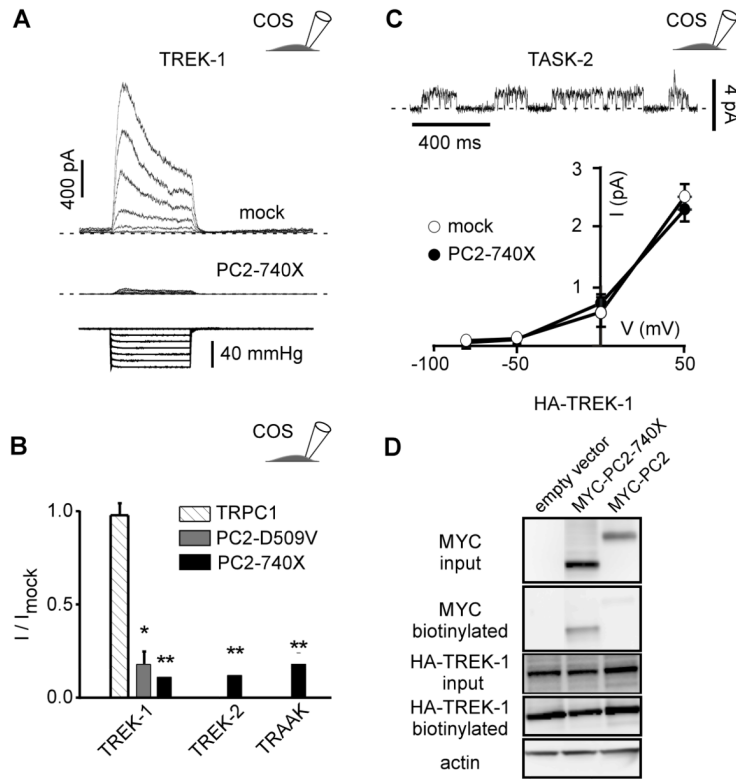 A
COS
TREK-1
400 pA
mock
PC2-740X
40 mmHg
B
COS
I / Imock
1.0
0.5
0.0
TRPC1
PC2-D509V
PC2-740X
*
**
**
**
TREK-1
TREK-2
TRAAK
C
COS
TASK-2
4 pA
400 ms
3
2
1
I (pA)
mock
PC2-740X
V (mV)
-100
-50
50
D
HA-TREK-1
empty vector
MYC-PC2-740X
MYC-PC2
MYC
input
MYC
biotinylated
HA-TREK-1
input
HA-TREK-1
biotinylated
actin